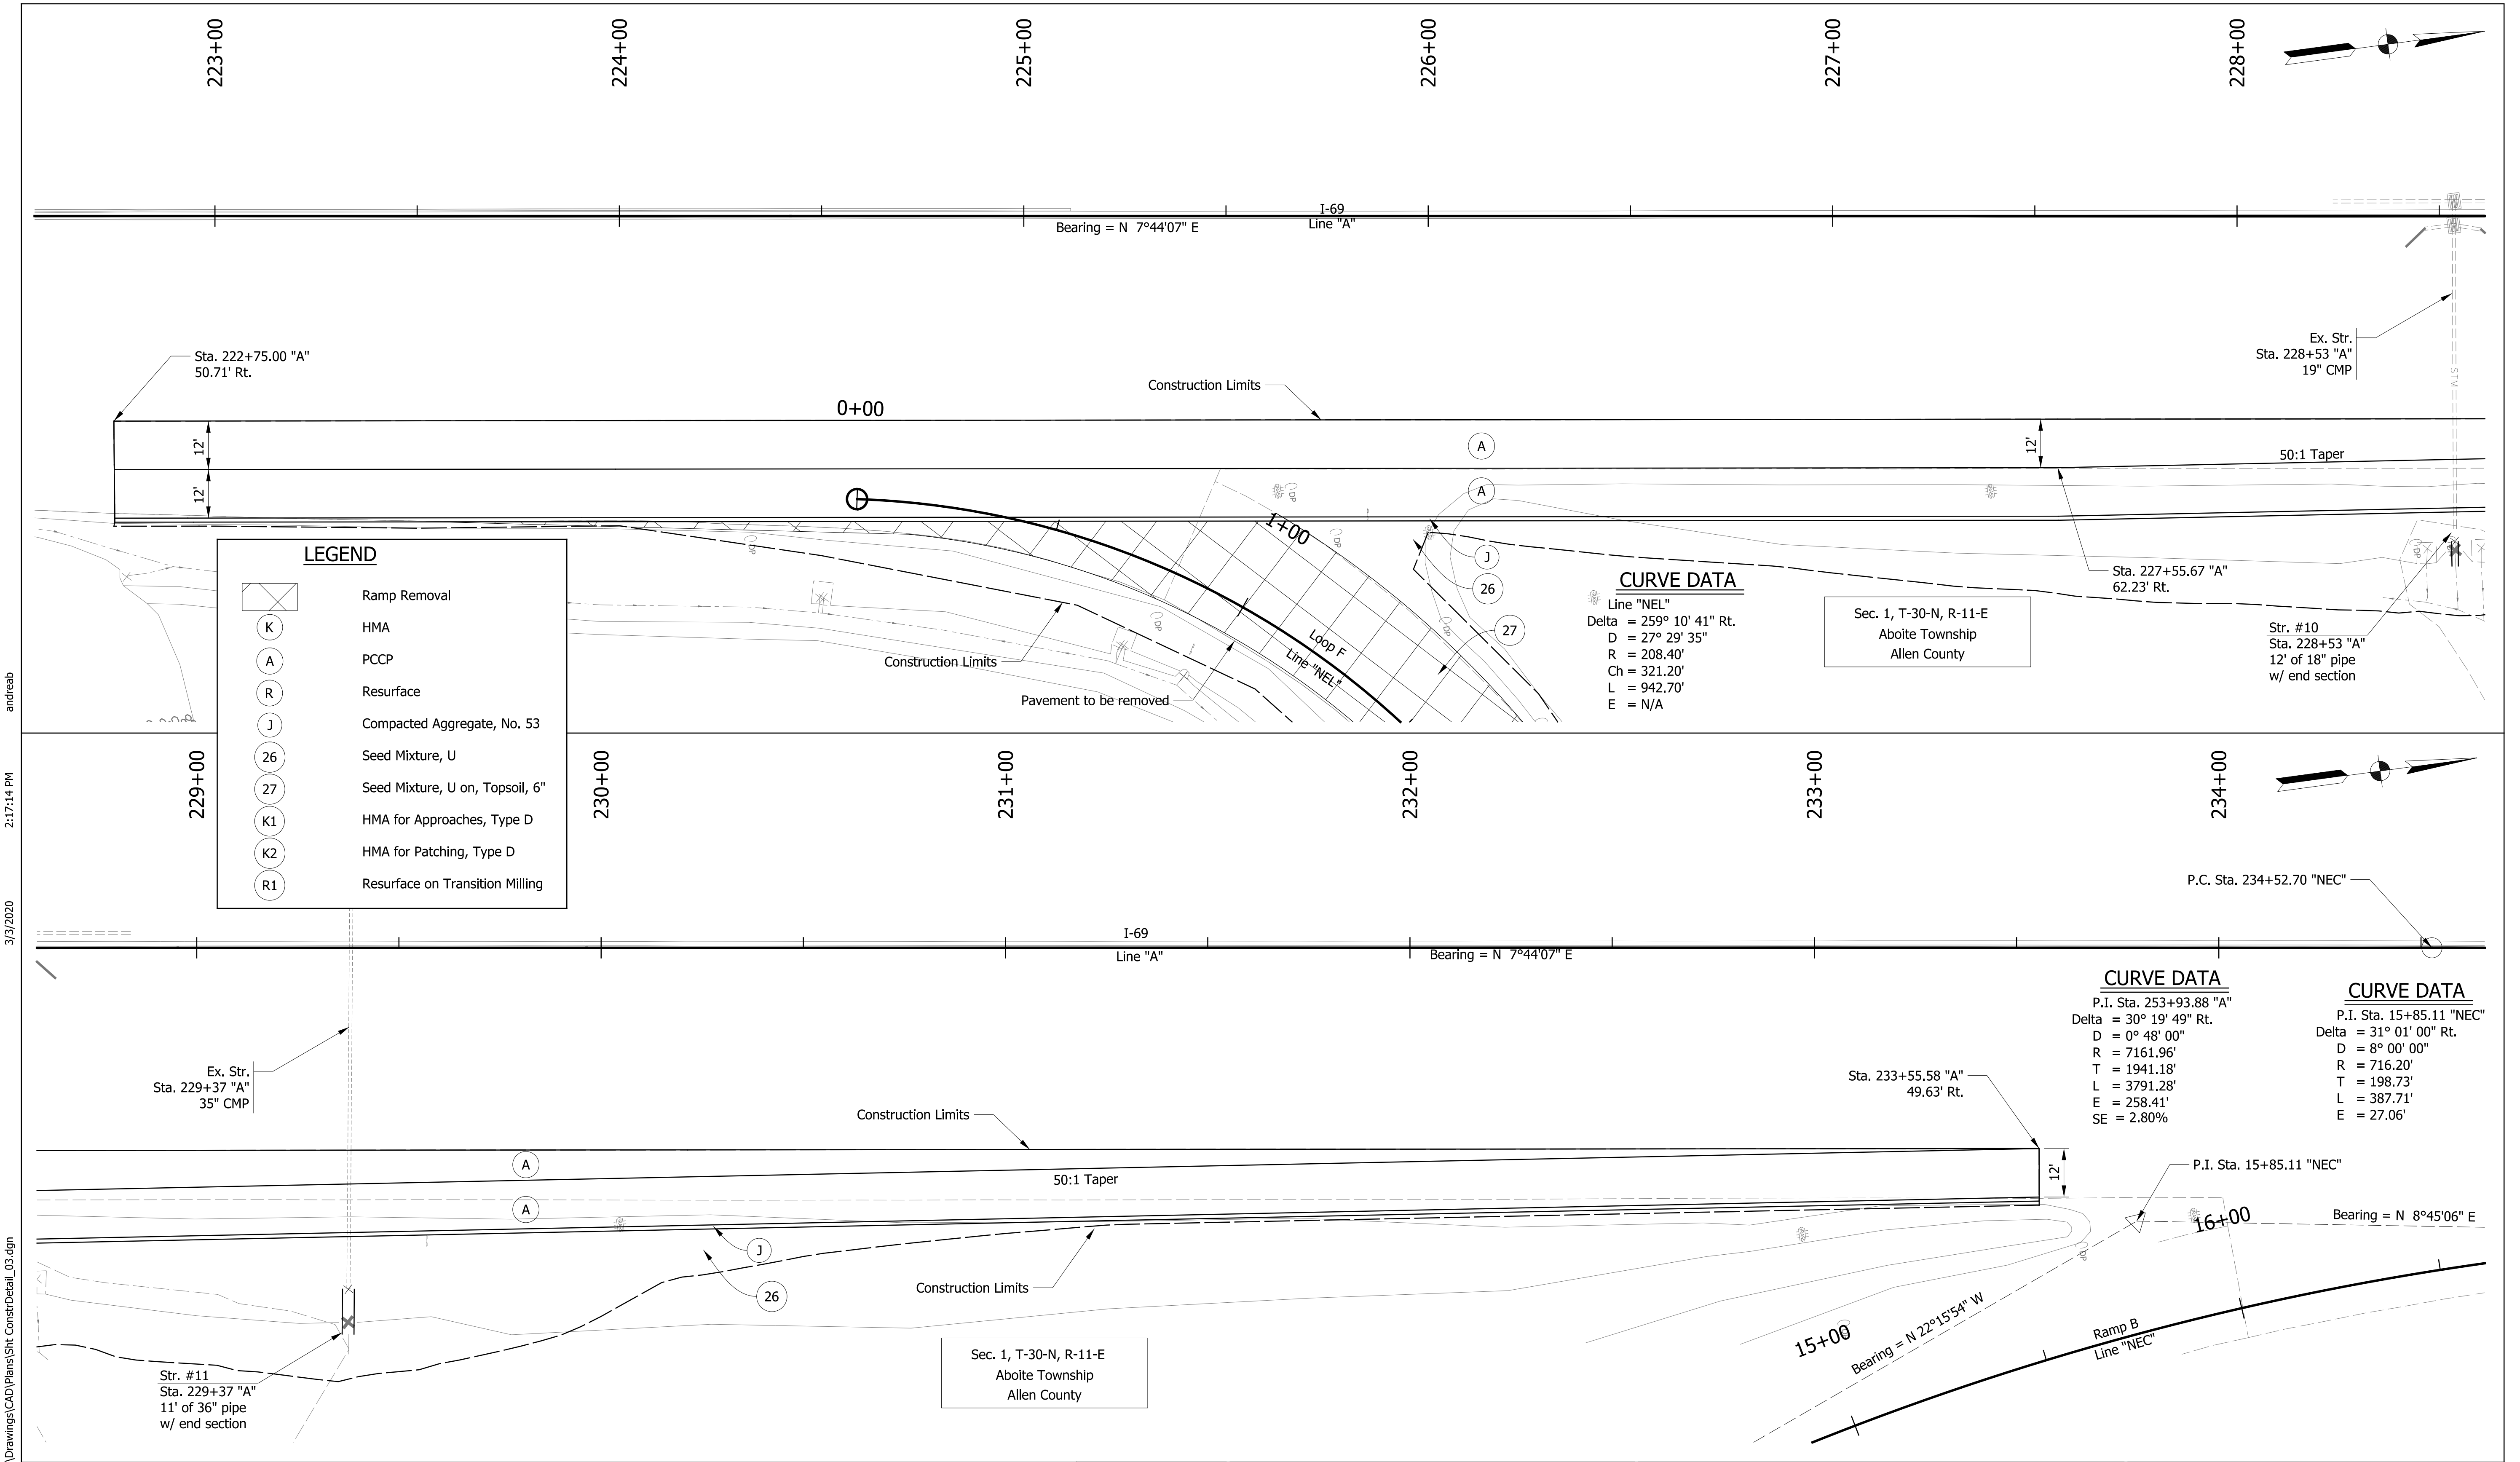 223+00
224+00
225+00
226+00
227+00
228+00
I-69
Bearing = N 7°44'07" E
Line "A"
Sta. 222+75.00 "A"
50.71' Rt.
Construction Limits
Ex. Str.
Sta. 228+53 "A"
19" CMP
STM
0+00
12'
12'
A
12'
50:1 Taper
A
DP
1+00
DP
DP
J
26
27
DP
DP
DP
Loop F
Line "NEL"
Construction Limits
Pavement to be removed
CURVE DATA
Line "NEL"
Delta = 259° 10' 41" Rt.
D = 27° 29' 35"
R = 208.40'
Ch = 321.20'
L = 942.70'
E = N/A
Sec. 1, T-30-N, R-11-E
Aboite Township
Allen County
Sta. 227+55.67 "A"
62.23' Rt.
Str. #10
Sta. 228+53 "A"
12' of 18" pipe
w/ end section
LEGEND
Ramp Removal
K HMA
A PCCP
R Resurface
J Compacted Aggregate, No. 53
26 Seed Mixture, U
27 Seed Mixture, U on, Topsoil, 6"
K1 HMA for Approaches, Type D
K2 HMA for Patching, Type D
R1 Resurface on Transition Milling
229+00
230+00
231+00
232+00
233+00
234+00
P.C. Sta. 234+52.70 "NEC"
I-69
Line "A"
Bearing = N 7°44'07" E
CURVE DATA
P.I. Sta. 253+93.88 "A"
Delta = 30° 19' 49" Rt.
D = 0° 48' 00"
R = 7161.96'
T = 1941.18'
L = 3791.28'
E = 258.41'
SE = 2.80%
CURVE DATA
P.I. Sta. 15+85.11 "NEC"
Delta = 31° 01' 00" Rt.
D = 8° 00' 00"
R = 716.20'
T = 198.73'
L = 387.71'
E = 27.06'
Ex. Str.
Sta. 229+37 "A"
35" CMP
Construction Limits
Sta. 233+55.58 "A"
49.63' Rt.
A
50:1 Taper
12'
A
P.I. Sta. 15+85.11 "NEC"
16+00
Bearing = N 8°45'06" E
DP
J
26
Construction Limits
Bearing = N 22°15'54" W
15+00
Ramp B
Line "NEC"
Sec. 1, T-30-N, R-11-E
Aboite Township
Allen County
Str. #11
Sta. 229+37 "A"
11' of 36" pipe
w/ end section
andreab
2:17:14 PM
3/3/2020
\Drawings\CAD\Plans\Sht ConstrDetail_03.dgn